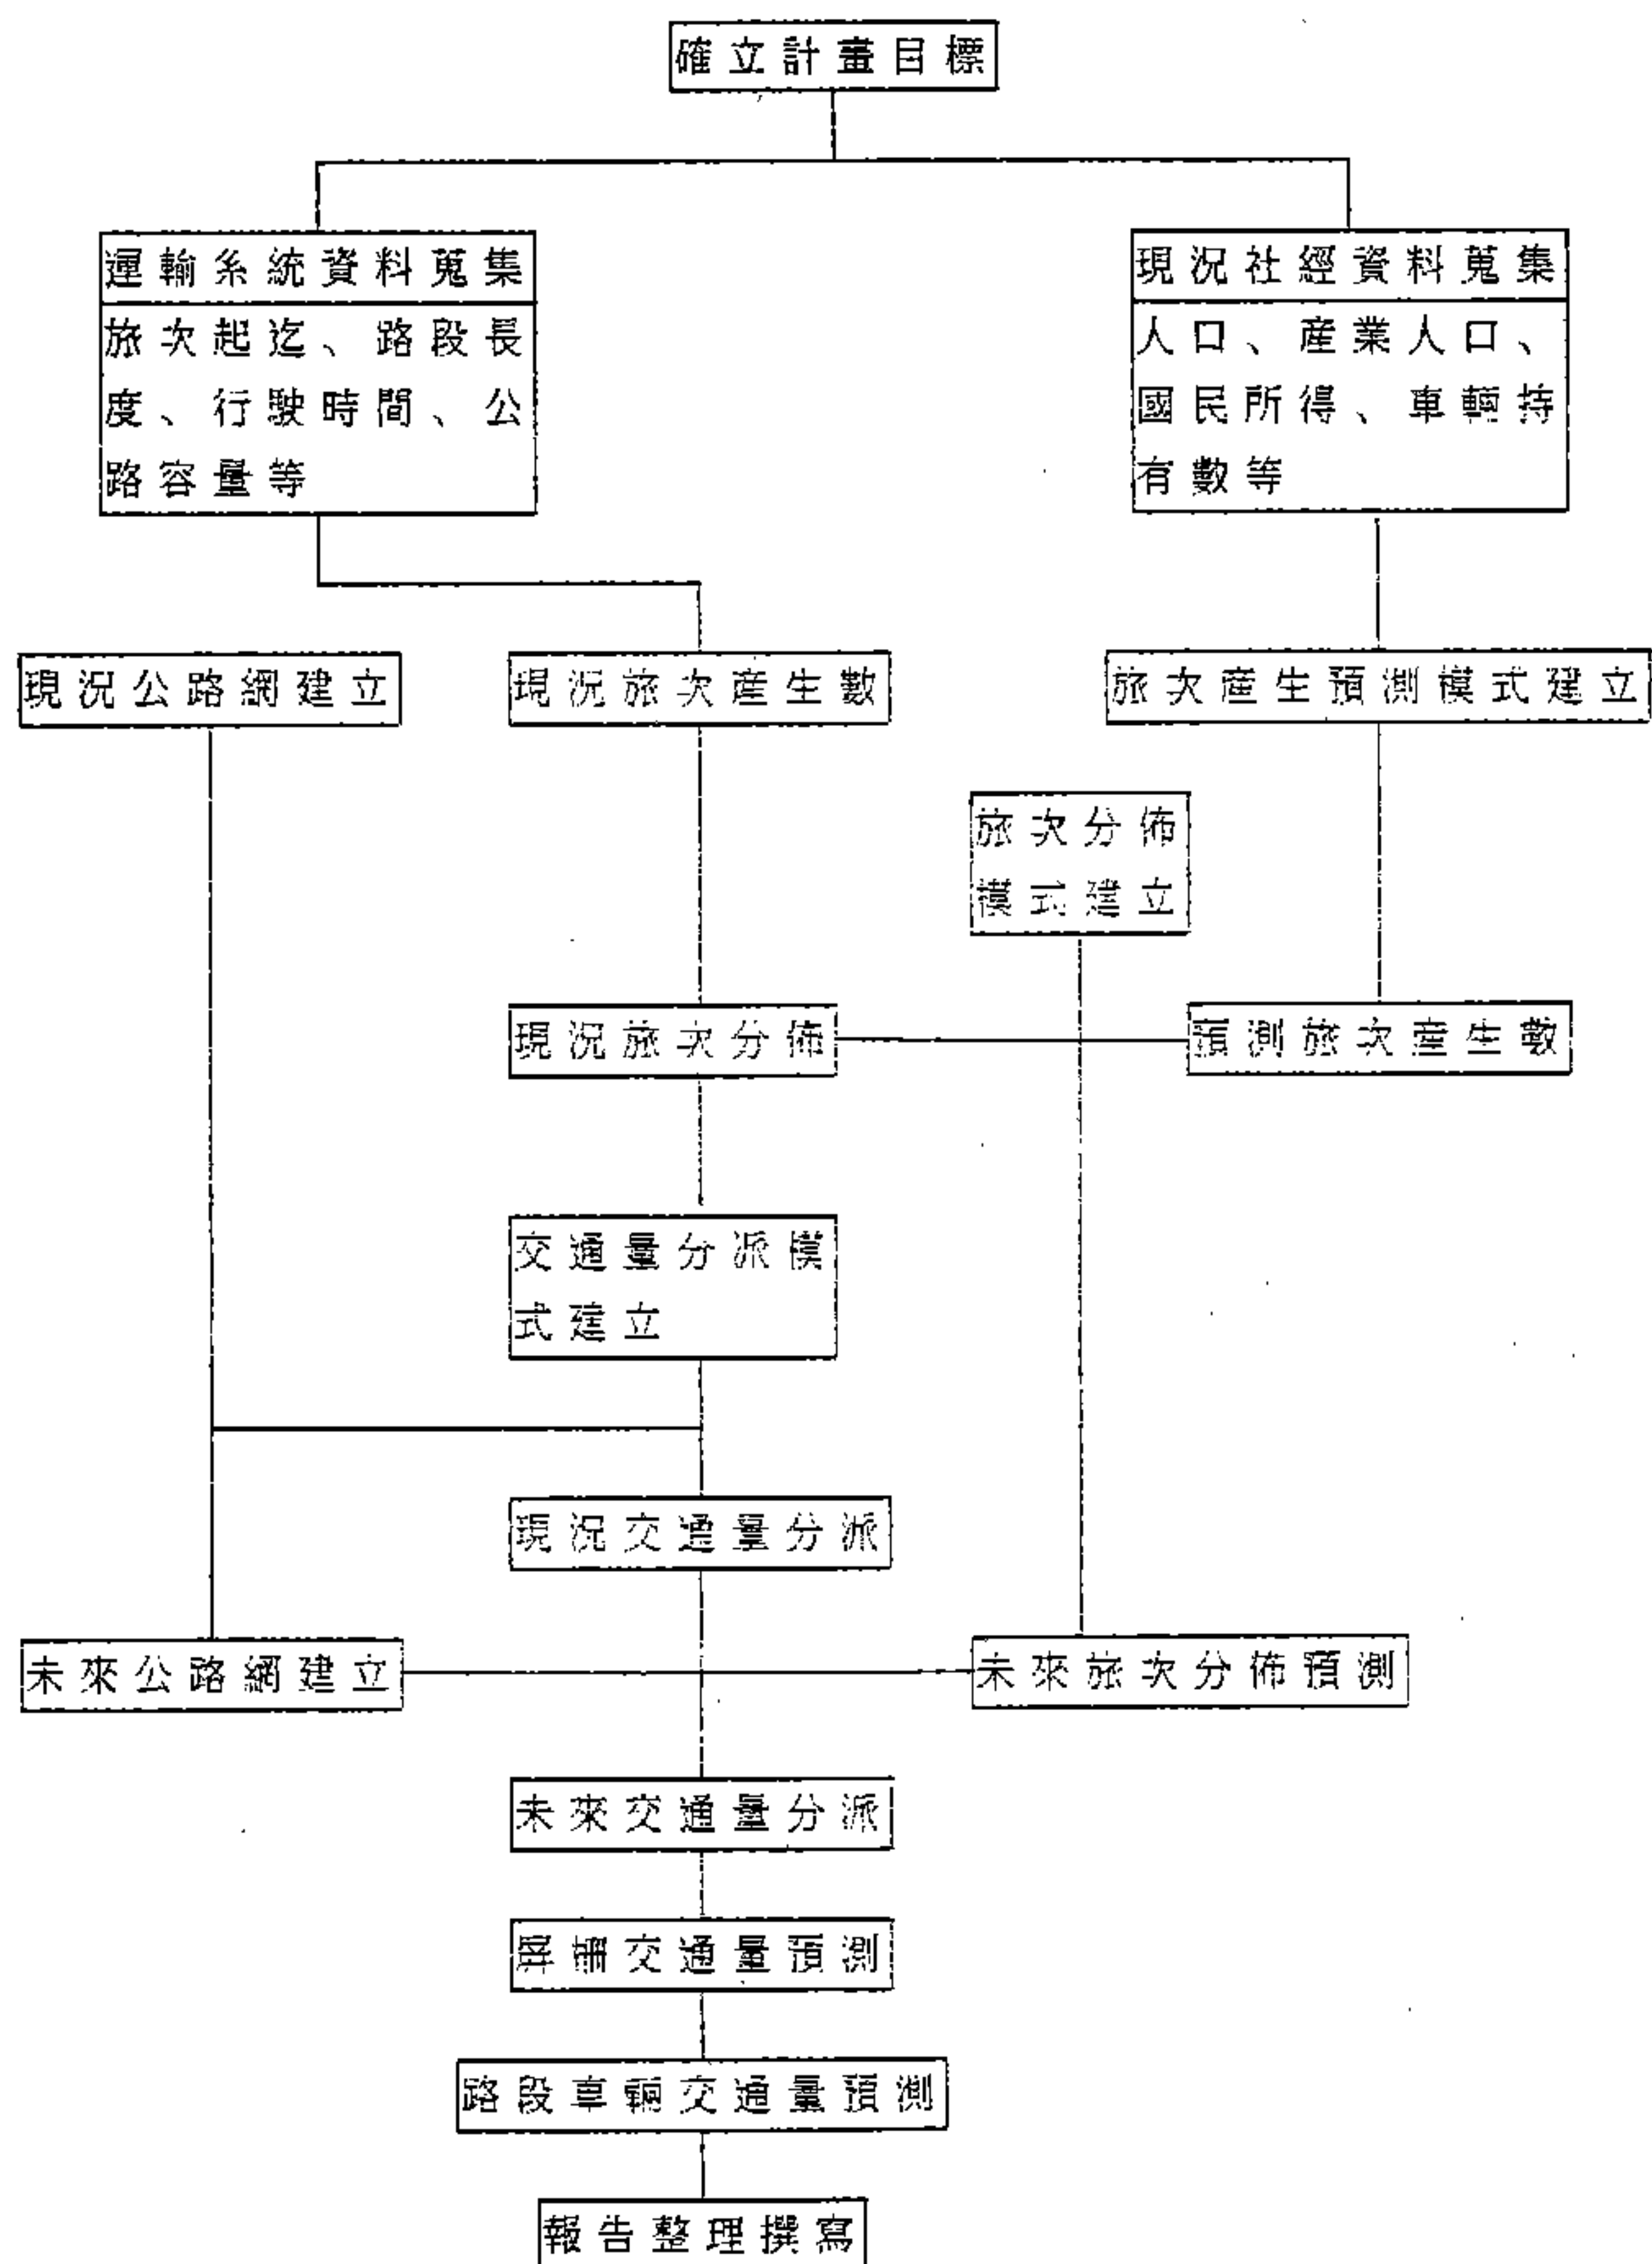 確立計畫目標
運輸系統資料蒐集
旅次起迄、路段長
度、行駛時間、公
路容量等
現況社經資料蒐集
人口、產業人口、
國民所得、車輛持
有數等
現況公路網建立
現況旅次產生數
旅次產生預測模式建立
旅次分佈
模式建立
現況旅次分佈
預測旅次產生數
交通量分派模
式建立
現況交通量分派
未來公路網建立
未來旅次分佈預測
未來交通量分派
屏柵交通量預測
路段車輛交通量預測
報告整理撰寫